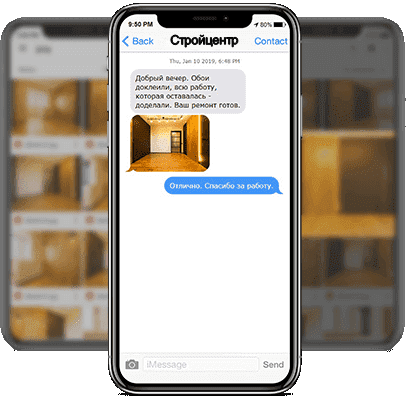 9:50 PM
80%
Back
Стройцентр
Contact
Thu, Jan 10 2019, 6:48 PM
Добрый вечер. Обои
доклеили, всю работу,
которая оставалась -
доделали. Ваш ремонт готов.
Отлично. Спасибо за работу.
iMessage
Send